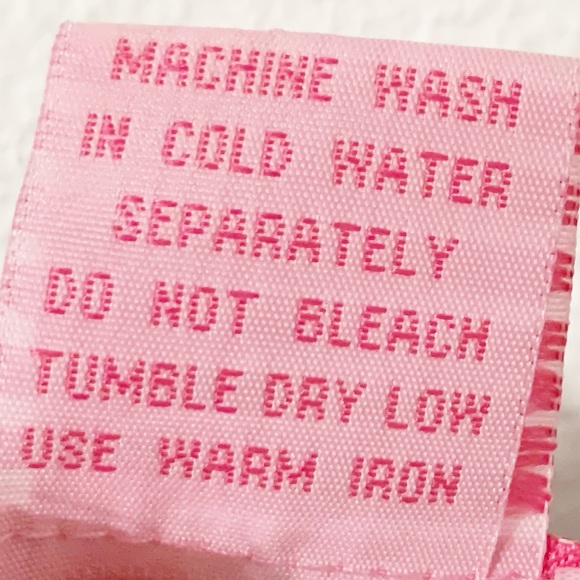 MACHINE WASH
IN COLD WATER
SEPARATELY
DO NOT BLEACH
TUMBLE DRY LOW
USE WARM IRON